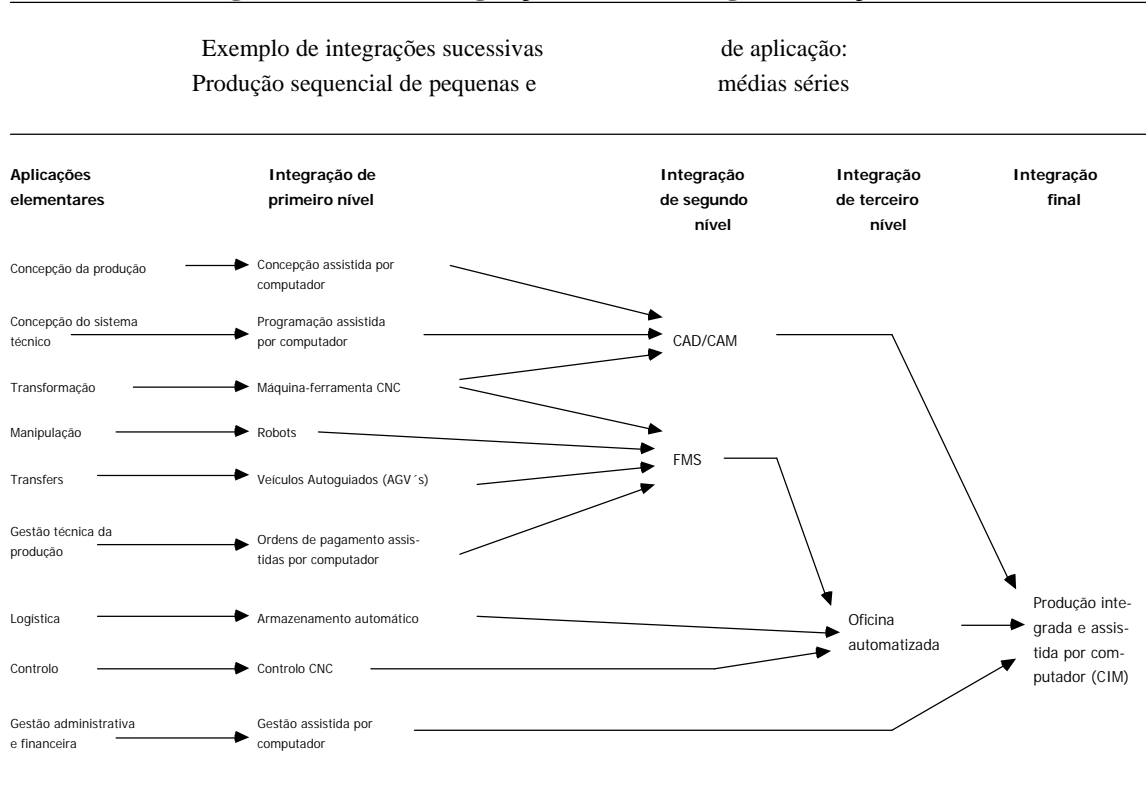 Exemplo de integrações sucessivas de aplicação:
Produção sequencial de pequenas e médias séries
Aplicações elementares
Integração de primeiro nível
Integração de segundo nível
Integração de terceiro nível
Integração final
Concepção da produção
Concepção assistida por
computador
Concepção do sistema
técnico
Programação assistida
por computador
CAD/CAM
Transformação
Máquina-ferramenta CNC
Manipulação
Robots
FMS
Transfers
Veículos Autoguiados (AGV´s)
Gestão técnica da
produção
Ordens de pagamento assis-
tidas por computador
Logística
Armazenamento automático
Oficina
automatizada
Produção inte-
grada e assis-
tida por com-
putador (CIM)
Controlo
Controlo CNC
Gestão administrativa
e financeira
Gestão assistida por
computador